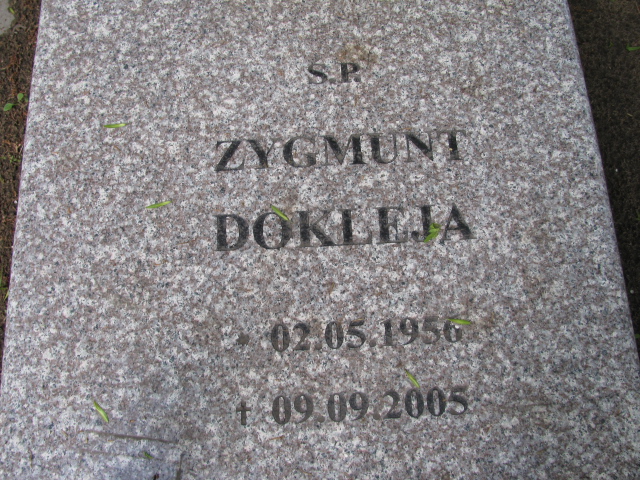 S.P.
ZYGMUNT
DOKLEJA
* 02.05.1956
† 09.09.2005